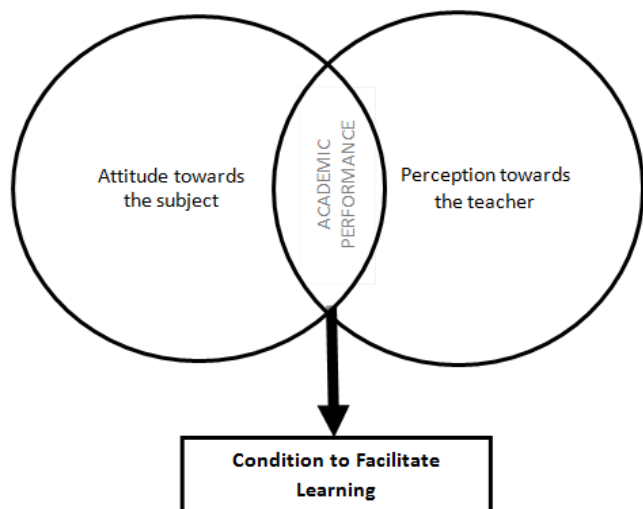 Attitude towards
the subject
ACADEMIC
PERFORMANCE
Perception towards
the teacher
Condition to Facilitate
Learning